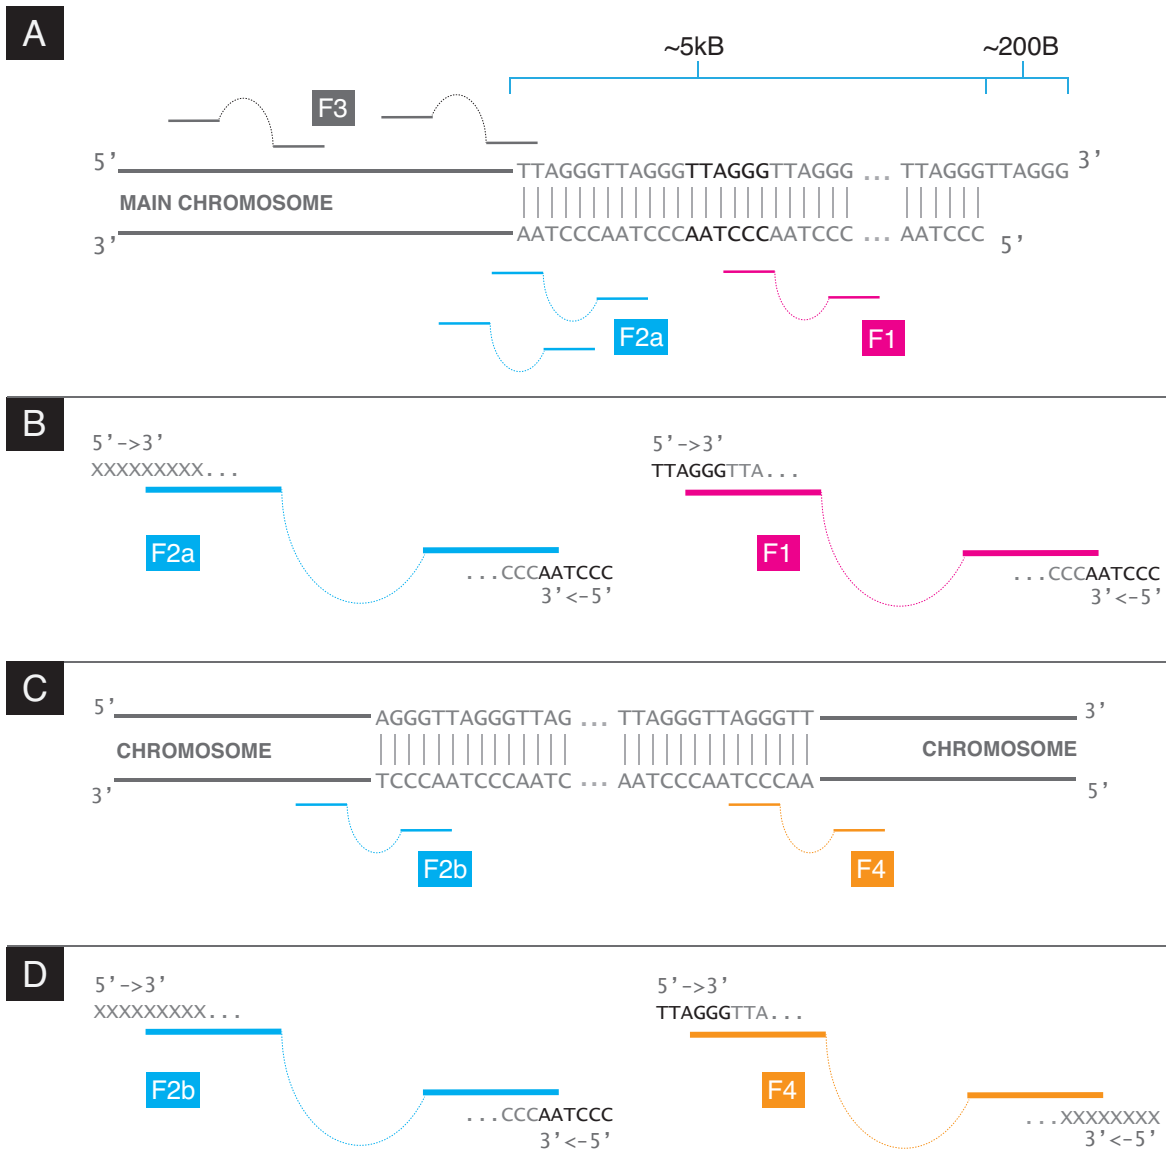 A
~5kB ~200B
F3
5’ TTAGGGTTAGGGTTAGGGTTAGGG ... TTAGGGTTAGGG 3’
MAIN CHROMOSOME
3’ AATCCCAATCCCAATCCCAATCCC ... AATCCC 5’
F2a F1
B
5’->3’ 5’->3’
XXXXXXXXX... TTAGGGTTA...
F2a F1
...CCCAATCCC ...CCCAATCCC
3’<-5’ 3’<-5’
C
5’ AGGGTTAGGGTTAG ... TTAGGGTTAGGGTT 3’
CHROMOSOME CHROMOSOME
3’ TCCCAATCCCAATC ... AATCCCAATCCCAA 5’
F2b F4
D
5’->3’ 5’->3’
XXXXXXXXX... TTAGGGTTA...
F2b F4
...CCCAATCCC ...XXXXXXXX
3’<-5’ 3’<-5’